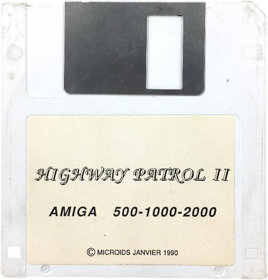 HIGHWAY PATROL II
AMIGA 500-1000-2000
© MICROIDS JANVIER 1990